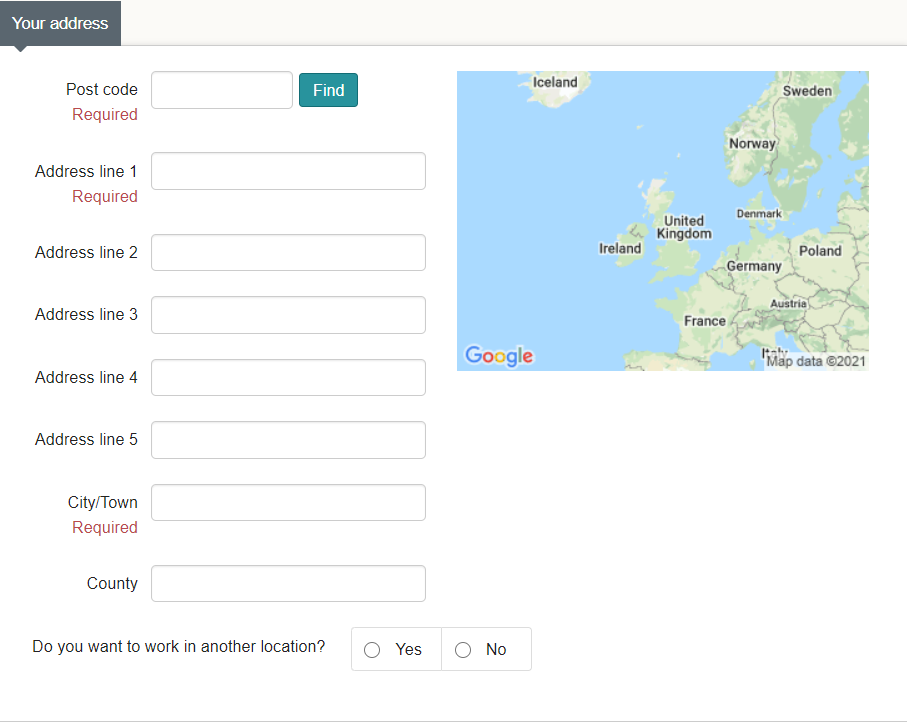 Your address
Post code
Find
Required
Address line 1
Required
Address line 2
Address line 3
Address line 4
Address line 5
City/Town
Required
County
Do you want to work in another location?
Yes
No
Iceland
Sweden
Norway
Denmark
United
Kingdom
Ireland
Poland
Germany
Austria
France
Italy
Google
Map data ©2021